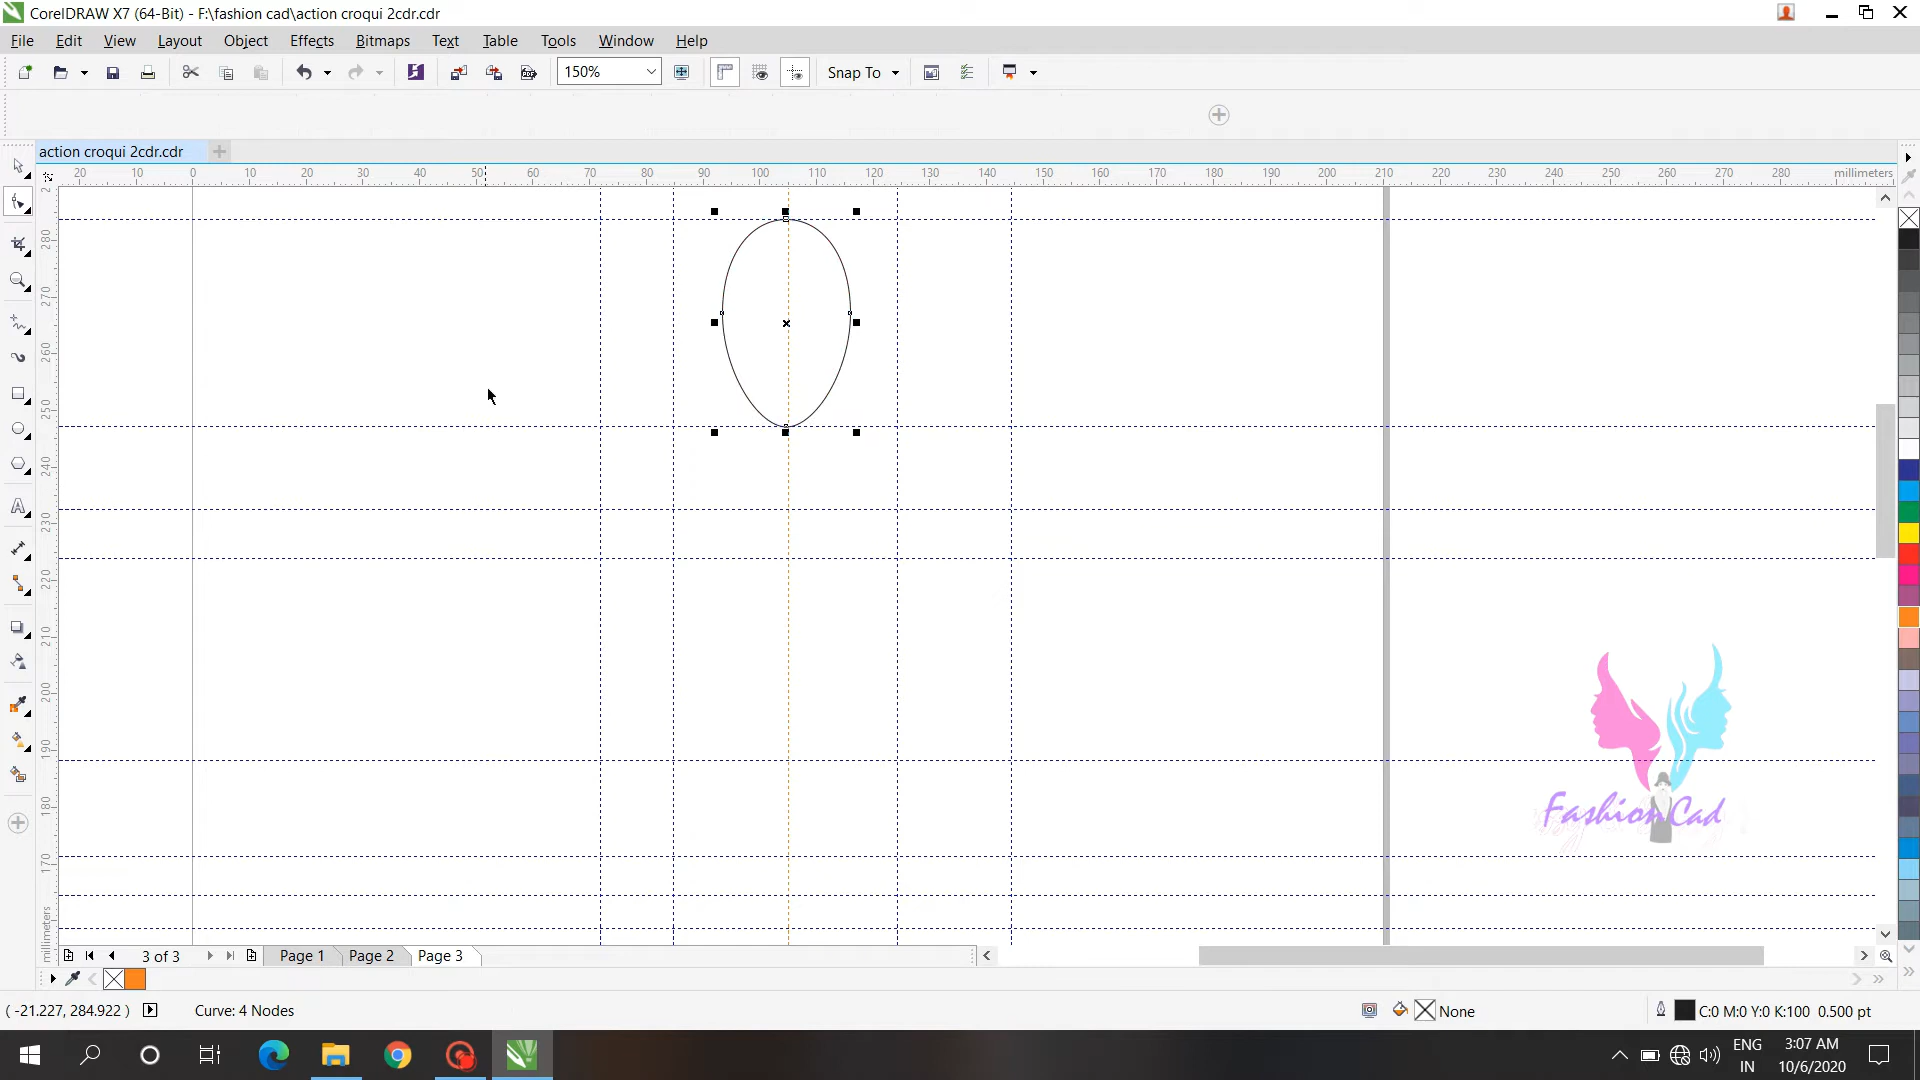 CorelDRAW X7 (64-Bit) - F:\fashion cad\action croqui 2cdr.cdr
File Edit View Layout Object Effects Bitmaps Text Table Tools Window Help
150% Snap To
action croqui 2cdr.cdr
20 10 0 10 20 30 40 50 60 70 80 90 100 110 120 130 140 150 160 170 180 190 200 210 220 230 240 250 260 270 280 millimeters
280
270
260
250
240
230
220
210
200
190
180
170
millimeters
FashionCad
3 of 3 Page 1 Page 2 Page 3
( -21.227, 284.922 ) Curve: 4 Nodes None C:0 M:0 Y:0 K:100 0.500 pt
ENG 3:07 AM
IN 10/6/2020